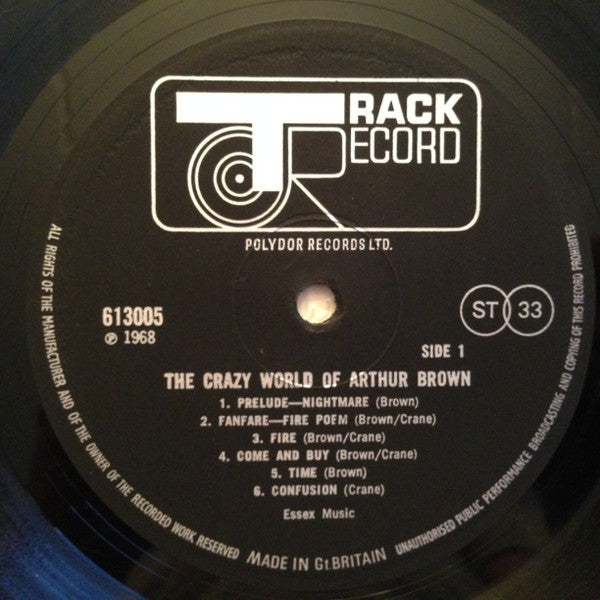 TRACK
RECORD
POLYDOR RECORDS LTD.
613005
℗ 1968
ST 33
SIDE 1
THE CRAZY WORLD OF ARTHUR BROWN
1. PRELUDE—NIGHTMARE (Brown)
2. FANFARE—FIRE POEM (Brown/Crane)
3. FIRE (Brown/Crane)
4. COME AND BUY (Brown/Crane)
5. TIME (Brown)
6. CONFUSION (Crane)
Essex Music
ALL RIGHTS OF THE MANUFACTURER AND OF THE OWNER OF THE RECORDED WORK RESERVED
MADE IN Gt.BRITAIN
UNAUTHORISED PUBLIC PERFORMANCE BROADCASTING AND COPYING OF THIS RECORD PROHIBITED